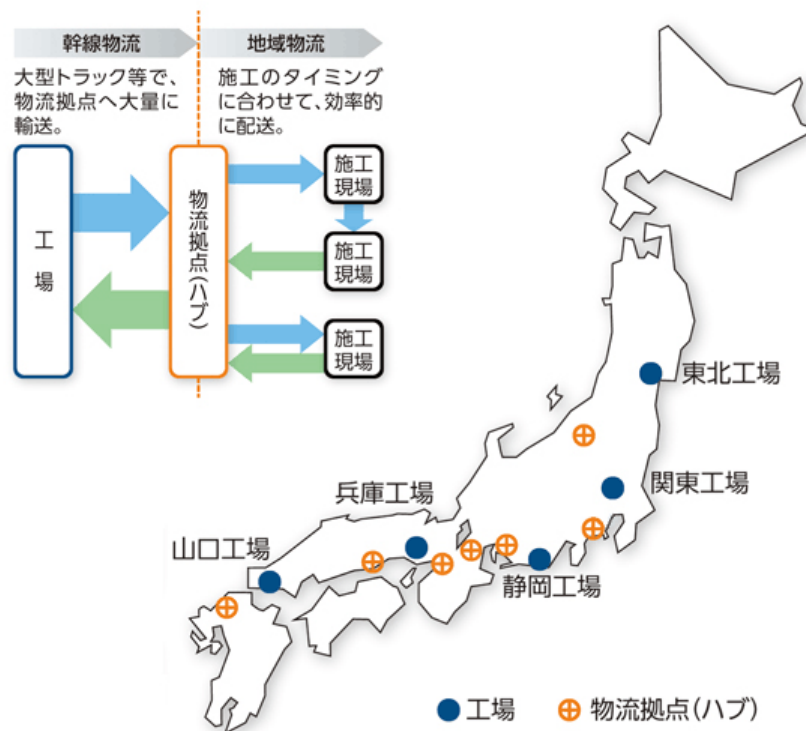 幹線物流
地域物流
大型トラック等で、
物流拠点へ大量に
輸送。
施工のタイミング
に合わせて、効率的
に配送。
工場
物流拠点(ハブ)
施工
現場
施工
現場
施工
現場
東北工場
関東工場
兵庫工場
山口工場
静岡工場
工場
物流拠点(ハブ)